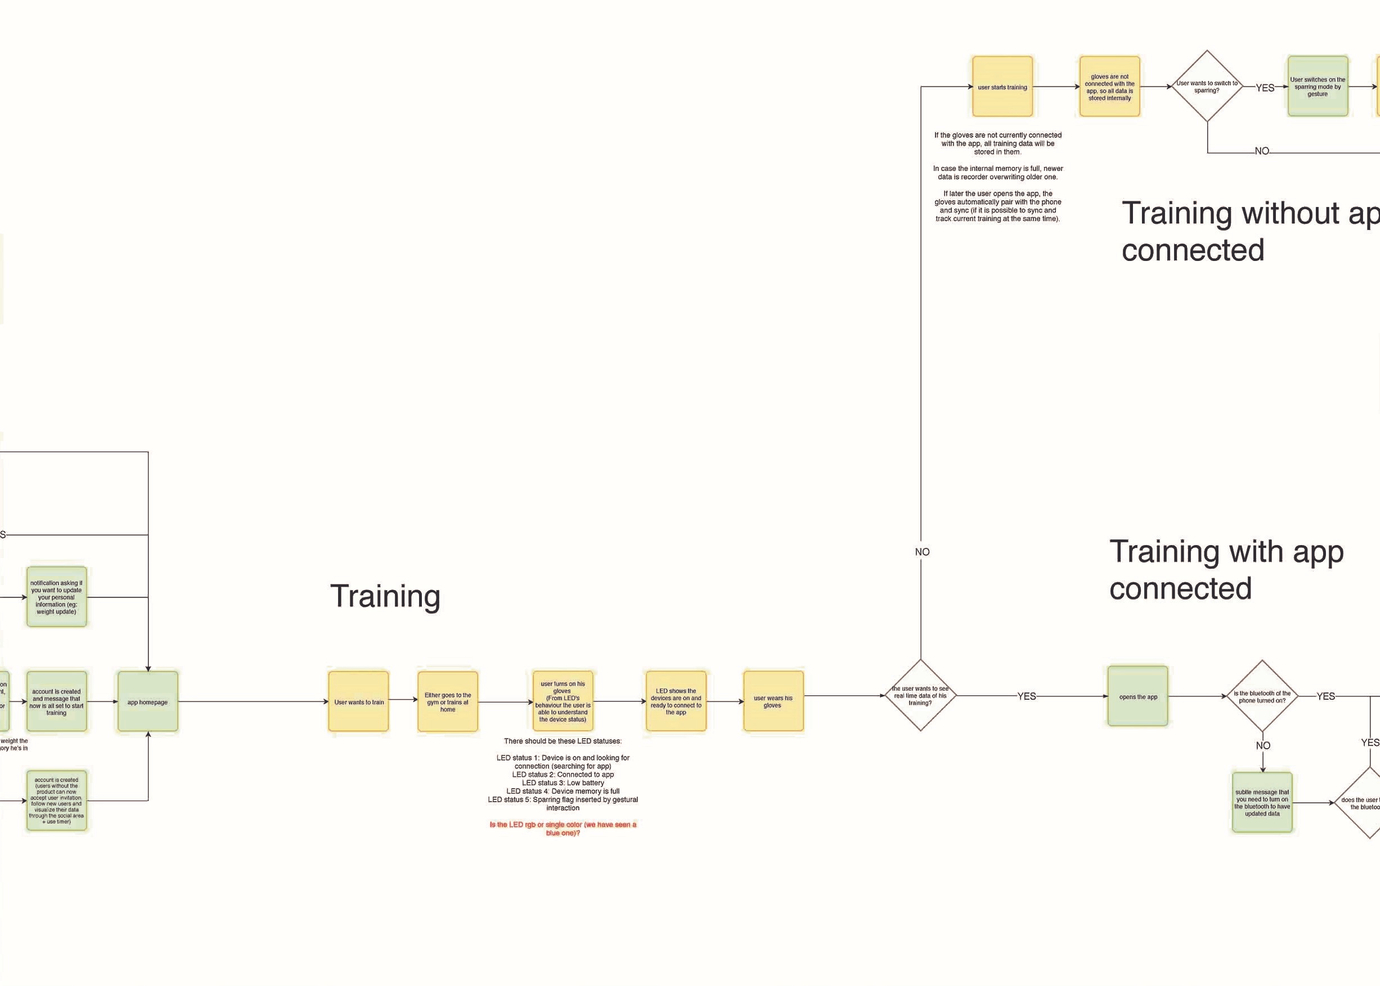 user starts training
gloves are not
connected with the
app, so all data is
stored internally
User wants to switch to
sparring?
YES
User switches on the
sparring mode by
gesture
NO
If the gloves are not currently connected
with the app, all training data will be
stored in them.
In case the internal memory is full, newer
data is recorder overwriting older one.
If later the user opens the app, the
gloves automatically pair with the phone
and sync (if it is possible to sync and
track current training at the same time).
Training without ap
connected
S
NO
Training with app
connected
notification asking if
you want to update
your personal
information (eg:
weight update)
Training
on
nt,
or
account is created
and message that
now is all set to start
training
app homepage
User wants to train
Either goes to the
gym or trains at
home
user turns on his
gloves
(From LED's
behaviour the user is
able to understand
the device status)
LED shows the
devices are on and
ready to connect to
the app
user wears his
gloves
the user wants to see
real time data of his
training?
YES
opens the app
Is the bluetooth of the
phone turned on?
YES
weight the
ory he's in
There should be these LED statuses:
LED status 1: Device is on and looking for
connection (searching for app)
LED status 2: Connected to app
LED status 3: Low battery
LED status 4: Device memory is full
LED status 5: Sparring flag inserted by gestural
interaction
Is the LED rgb or single color (we have seen a
blue one)?
NO
YES
account is created
(users without the
product can now
accept user invitation,
follow new users and
visualize their data
through the social area
+ use timer)
subtle message that
you need to turn on
the bluetooth to have
updated data
does the user
the bluetoo